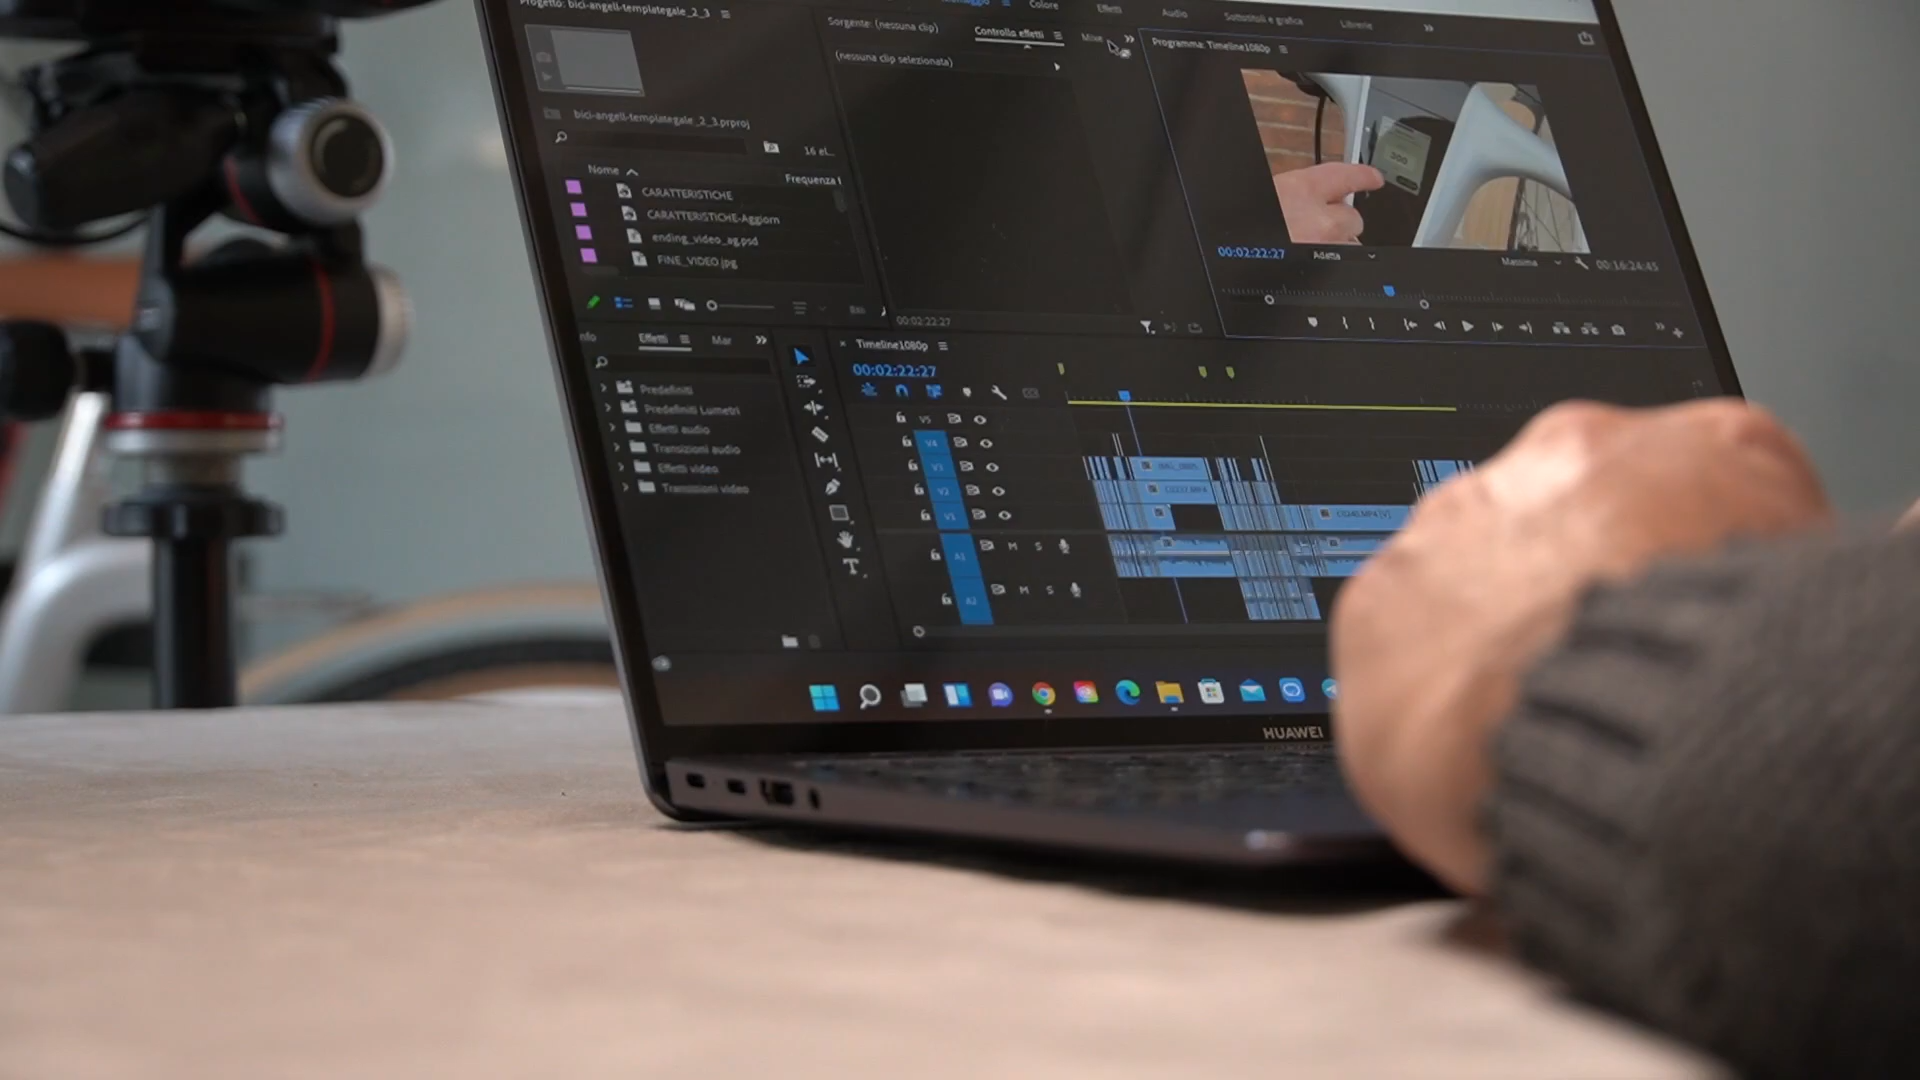 Progetto: bici-angeli-templategale_2_3
Colore
Effetti
Audio
Sottotitoli e grafica
Librerie
Sorgente: (nessuna clip)
Controllo effetti
(nessuna clip selezionata)
Programma: Timeline1080p
300
bici-angeli-templategale_2_3.prproj
16 el...
Nome
Frequenza
CARATTERISTICHE
CARATTERISTICHE-Aggiorn
ending_video_ag.psd
FINE_VIDEO.jpg
00:02:22:27
Adatta
Massima
00:16:24:45
00:02:22:27
Effetti
Mar
Predefiniti
Predefiniti Lumetri
Effetti audio
Transizioni audio
Effetti video
Transizioni video
Timeline1080p
00:02:22:27
V5
V4
V3
V2
V1
A1
M
S
A2
M
S
HUAWEI